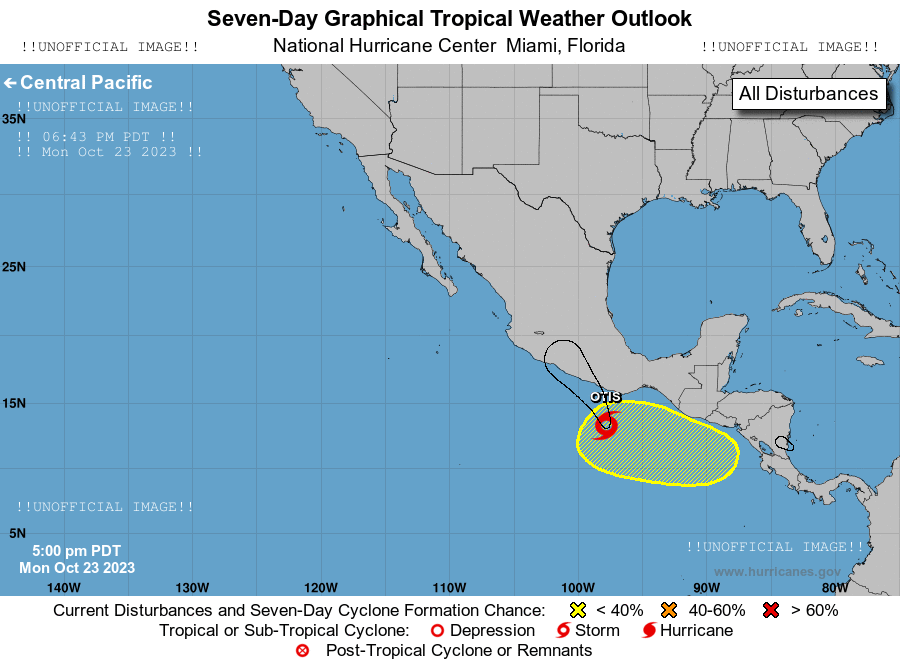 Seven-Day Graphical Tropical Weather Outlook
!!UNOFFICIAL IMAGE!! National Hurricane Center Miami, Florida !!UNOFFICIAL IMAGE!!
← Central Pacific
All Disturbances
!!UNOFFICIAL IMAGE!!
35N
!! 06:43 PM PDT !!
!! Mon Oct 23 2023 !!
25N
OTIS
15N
!!UNOFFICIAL IMAGE!!
5N
5:00 pm PDT
Mon Oct 23 2023
!!UNOFFICIAL IMAGE!!
www.hurricanes.gov
140W 130W 120W 110W 100W 90W 80W
Current Disturbances and Seven-Day Cyclone Formation Chance: < 40% 40-60% > 60%
Tropical or Sub-Tropical Cyclone: Depression Storm Hurricane
Post-Tropical Cyclone or Remnants